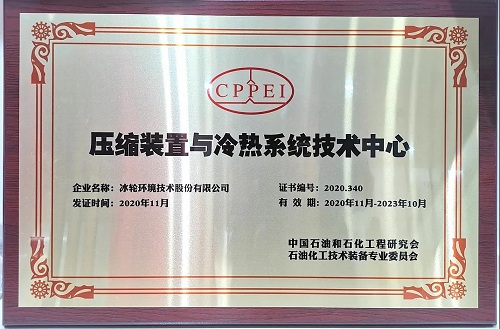 CPPEI
压缩装置与冷热系统技术中心
企业名称：冰轮环境技术股份有限公司 证书编号：2020.340
发证时间：2020年11月 有 效 期：2020年11月-2023年10月
中国石油和石化工程研究会
石油化工技术装备专业委员会